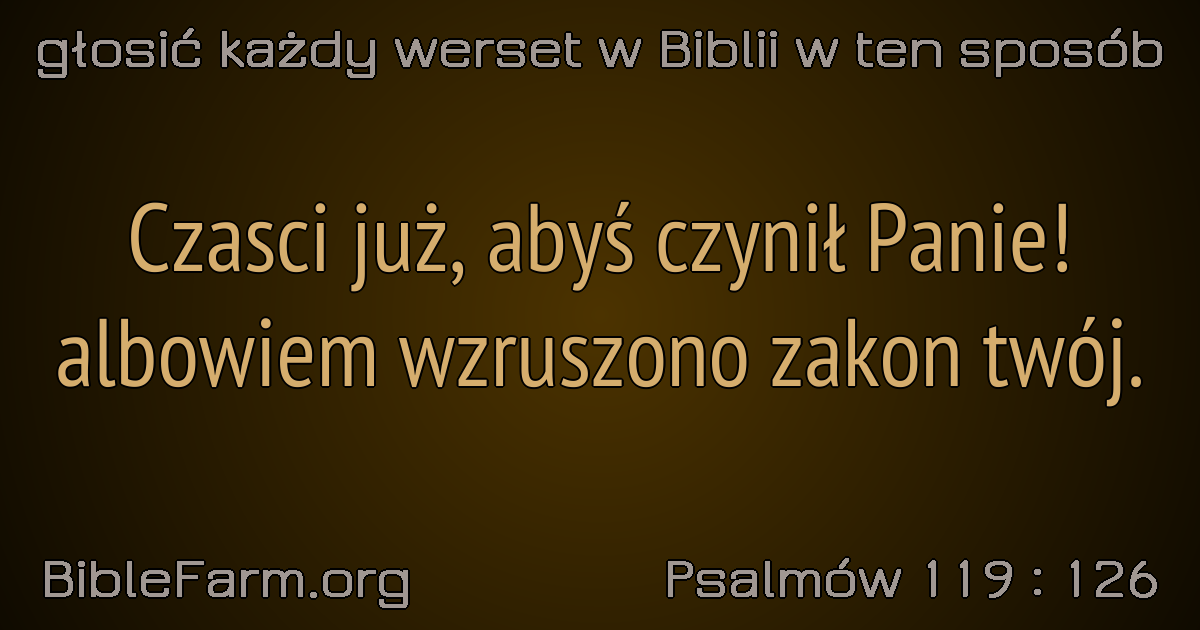 głosić każdy werset w Biblii w ten sposób
Czasci już, abyś czynił Panie!
albowiem wzruszono zakon twój.
BibleFarm.org
Psalmów 119 : 126